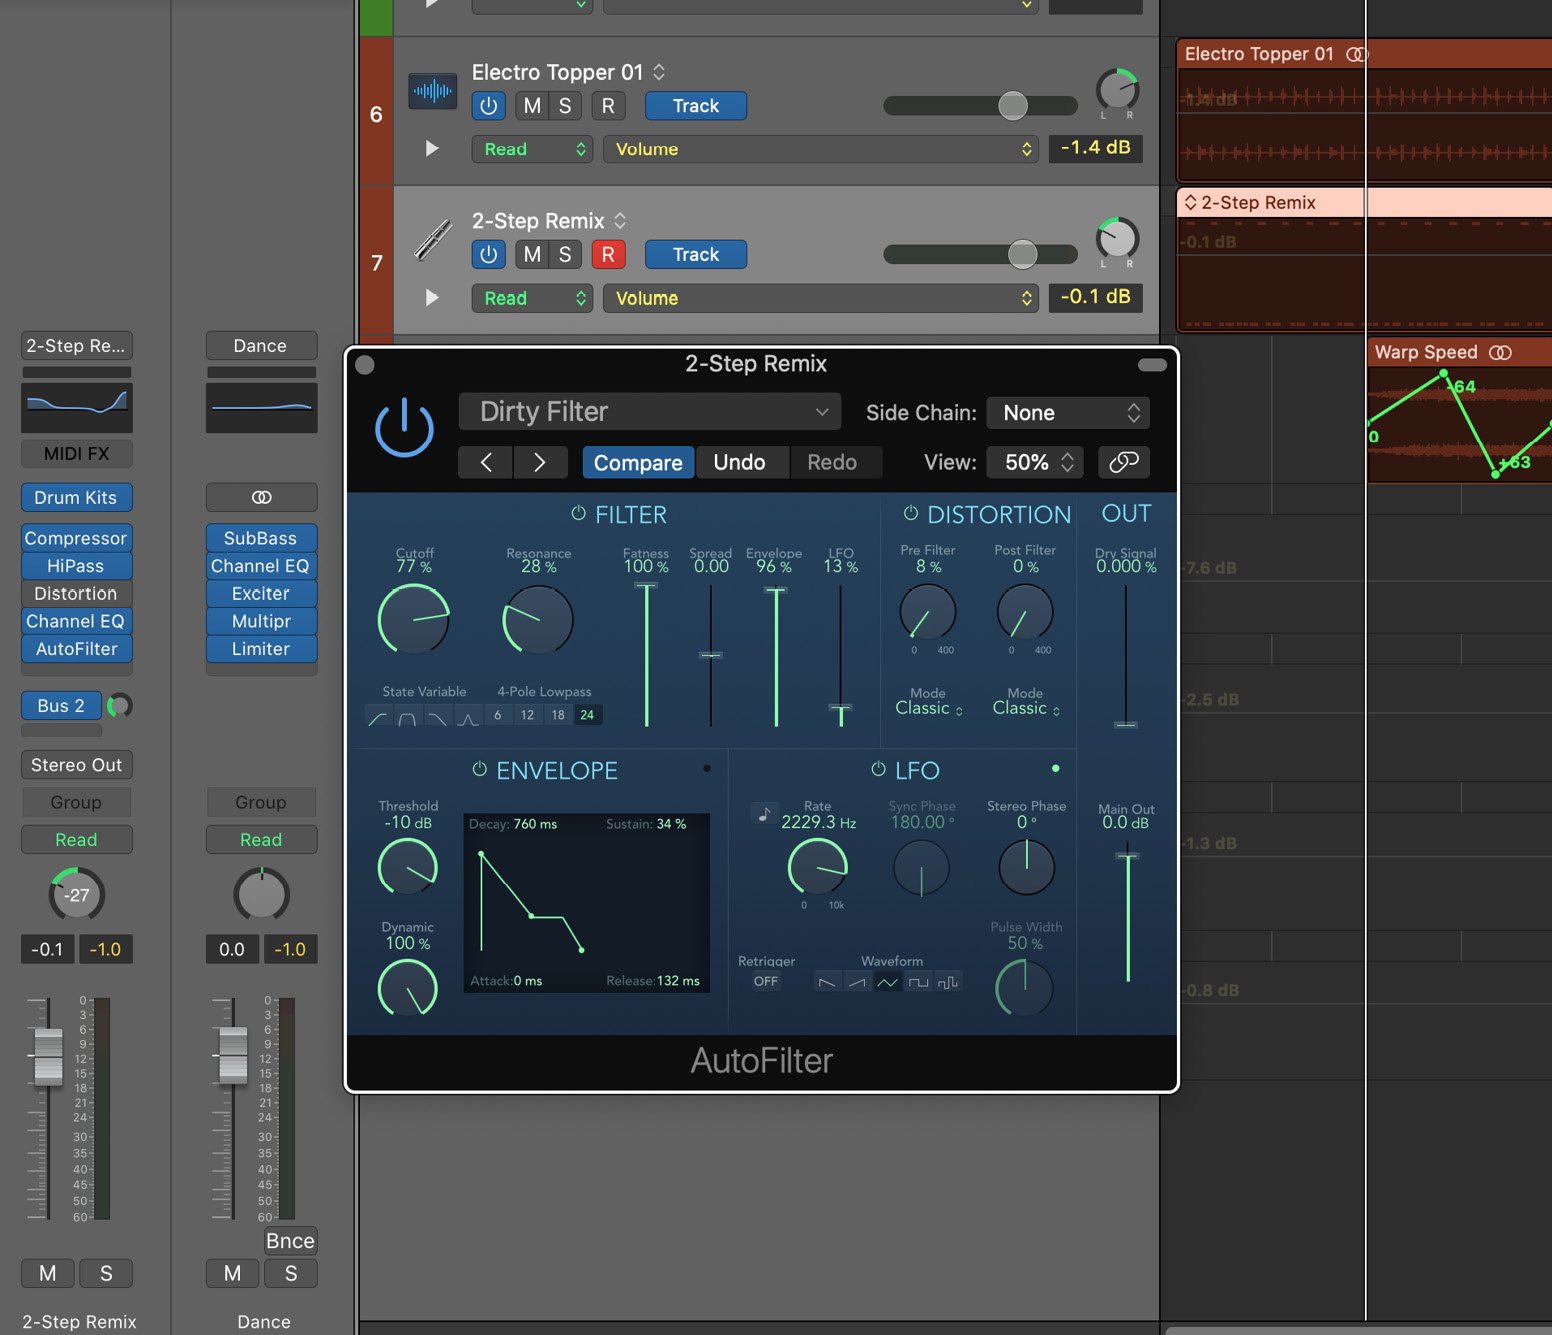 6
Electro Topper 01
M S R Track
L R
Read Volume -1.4 dB
Electro Topper 01
-1.4 dB
7
2-Step Remix
M S R Track
L R
Read Volume -0.1 dB
2-Step Remix
-0.1 dB
Warp Speed
0
-64
+63
-7.6 dB
-2.5 dB
-1.3 dB
-0.8 dB
2-Step Re...
MIDI FX
Drum Kits
Compressor
HiPass
Distortion
Channel EQ
AutoFilter
Bus 2
Stereo Out
Group
Read
-27
-0.1 -1.0
0
3
6
9
12
15
18
21
24
30
35
40
45
50
60
M S
2-Step Remix
Dance
SubBass
Channel EQ
Exciter
Multipr
Limiter
Group
Read
0.0 -1.0
0
3
6
9
12
15
18
21
24
30
35
40
45
50
60
Bnce
M S
Dance
2-Step Remix
Dirty Filter
Side Chain: None
Compare Undo Redo
View: 50%
FILTER
Cutoff
77 %
Resonance
28 %
Fatness
100 %
Spread
0.00
Envelope
96 %
LFO
13 %
State Variable
4-Pole Lowpass
6 12 18 24
DISTORTION
Pre Filter
8 %
0 400
Post Filter
0 %
0 400
Mode
Classic
Mode
Classic
OUT
Dry Signal
0.000 %
Main Out
0.0 dB
ENVELOPE
Threshold
-10 dB
Dynamic
100 %
Decay: 760 ms Sustain: 34 %
Attack: 0 ms Release: 132 ms
LFO
Rate
2229.3 Hz
0 10k
Sync Phase
180.00 °
Stereo Phase
0 °
Pulse Width
50 %
Retrigger
OFF
Waveform
AutoFilter